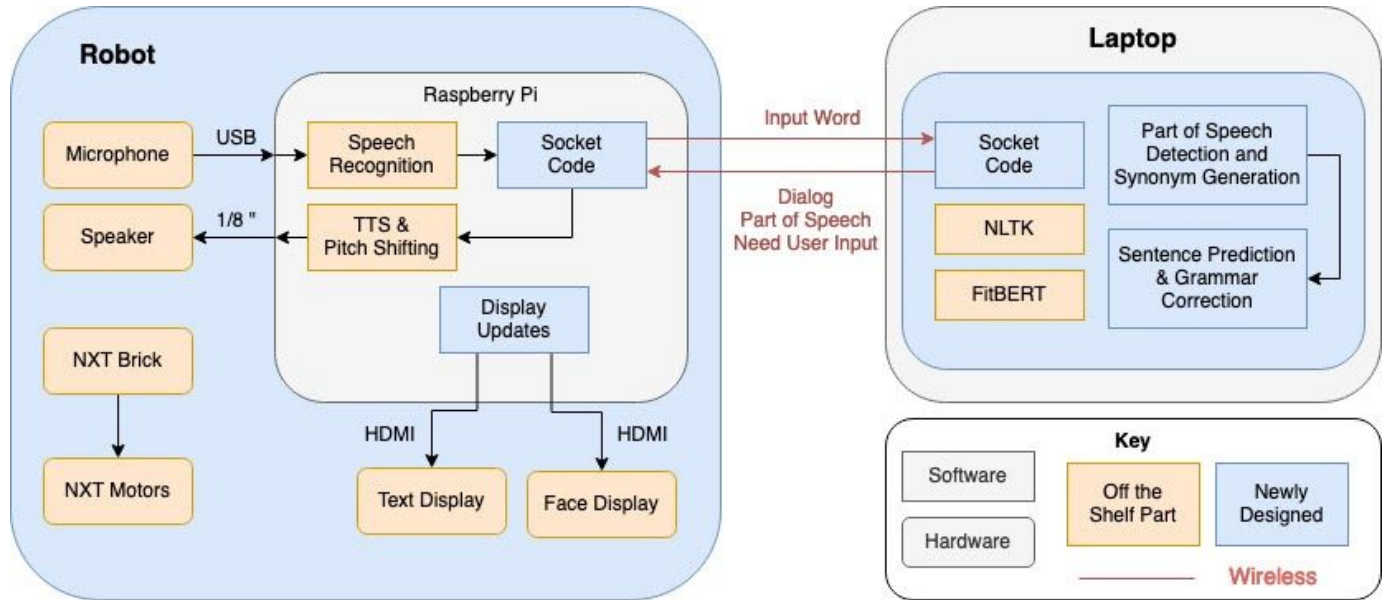 Robot
Raspberry Pi
Microphone
USB
Speech
Recognition
Socket
Code
Speaker
1/8 "
TTS &
Pitch Shifting
Display
Updates
NXT Brick
NXT Motors
HDMI
HDMI
Text Display
Face Display
Input Word
Dialog
Part of Speech
Need User Input
Laptop
Socket
Code
NLTK
FitBERT
Part of Speech
Detection and
Synonym Generation
Sentence Prediction
& Grammar
Correction
Key
Software
Hardware
Off the
Shelf Part
Newly
Designed
Wireless